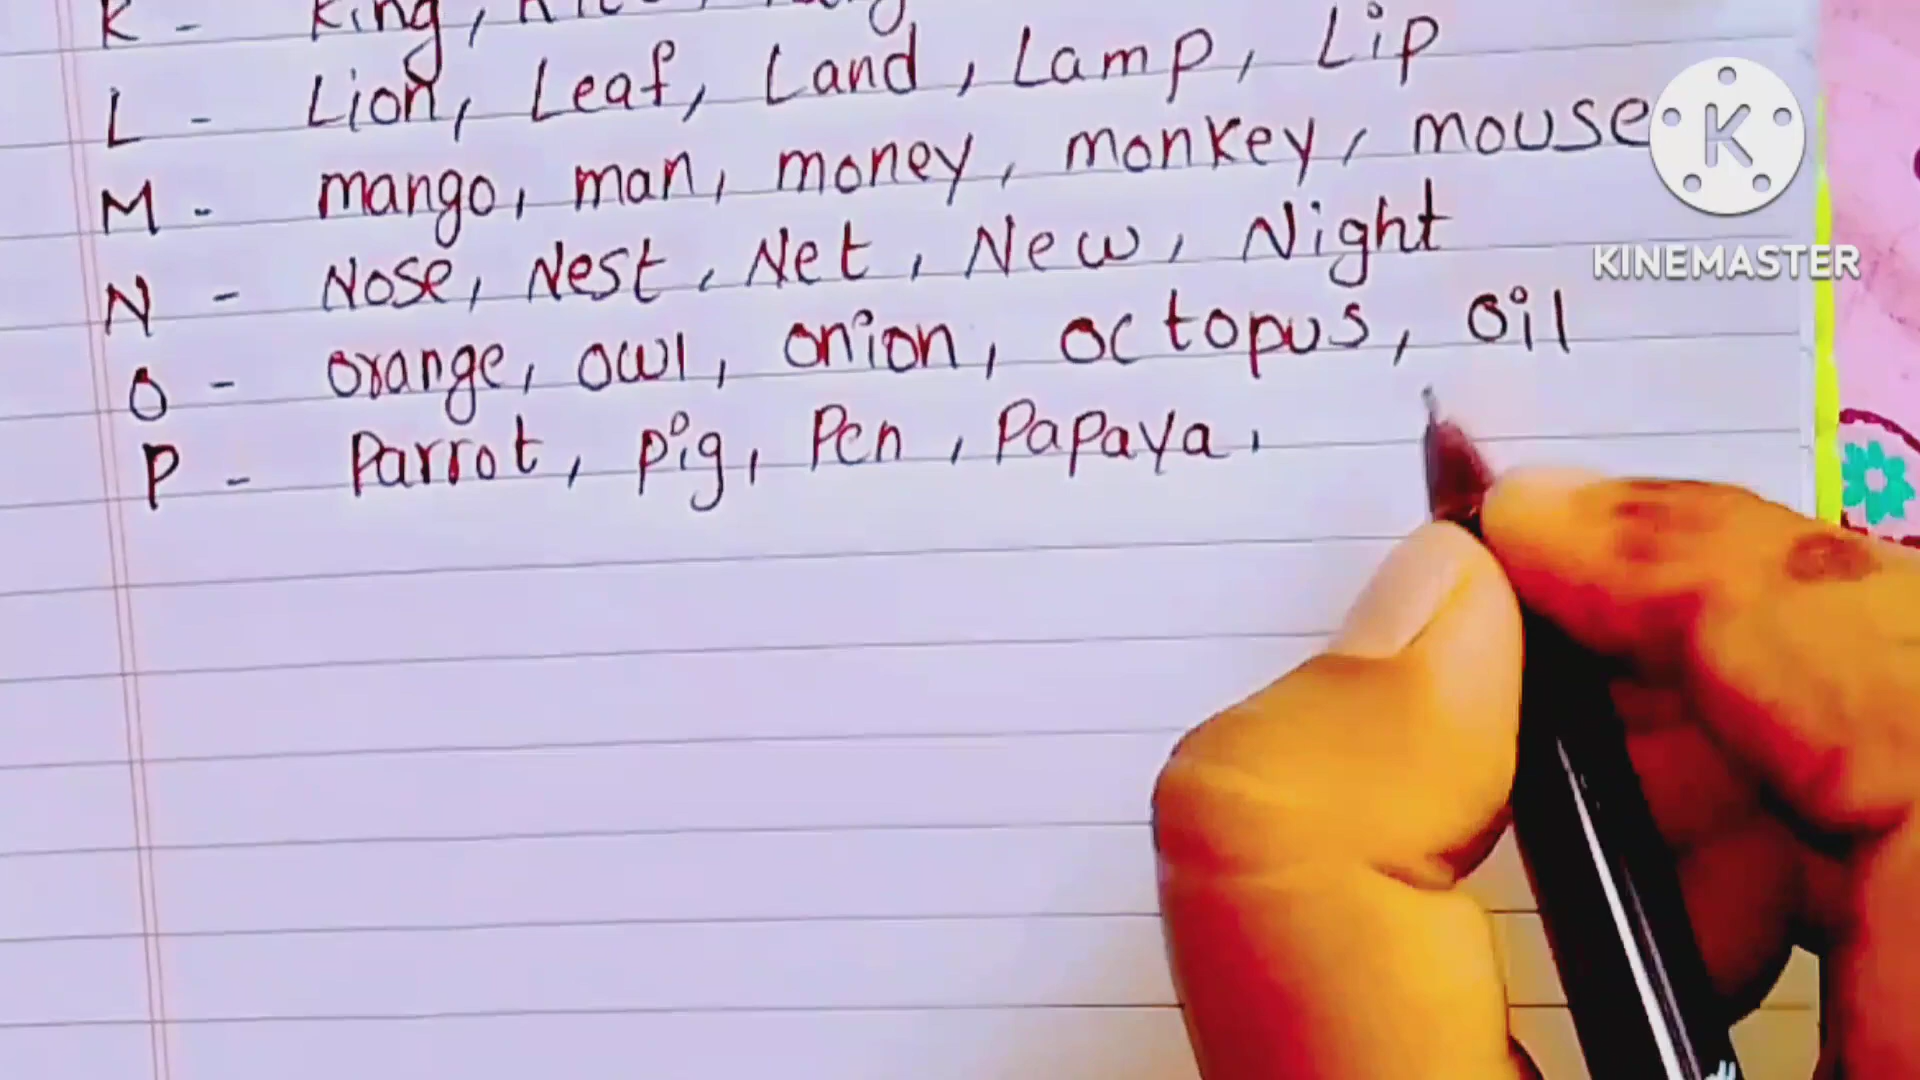 K - King,
L - Lion, Leaf, Land, Lamp, Lip
M - mango, man, money, monkey, mouse
N - Nose, Nest, Net, New, Night
O - orange, owl, onion, octopus, oil
P - Parrot, pig, Pen, Papaya,
K
KINEMASTER